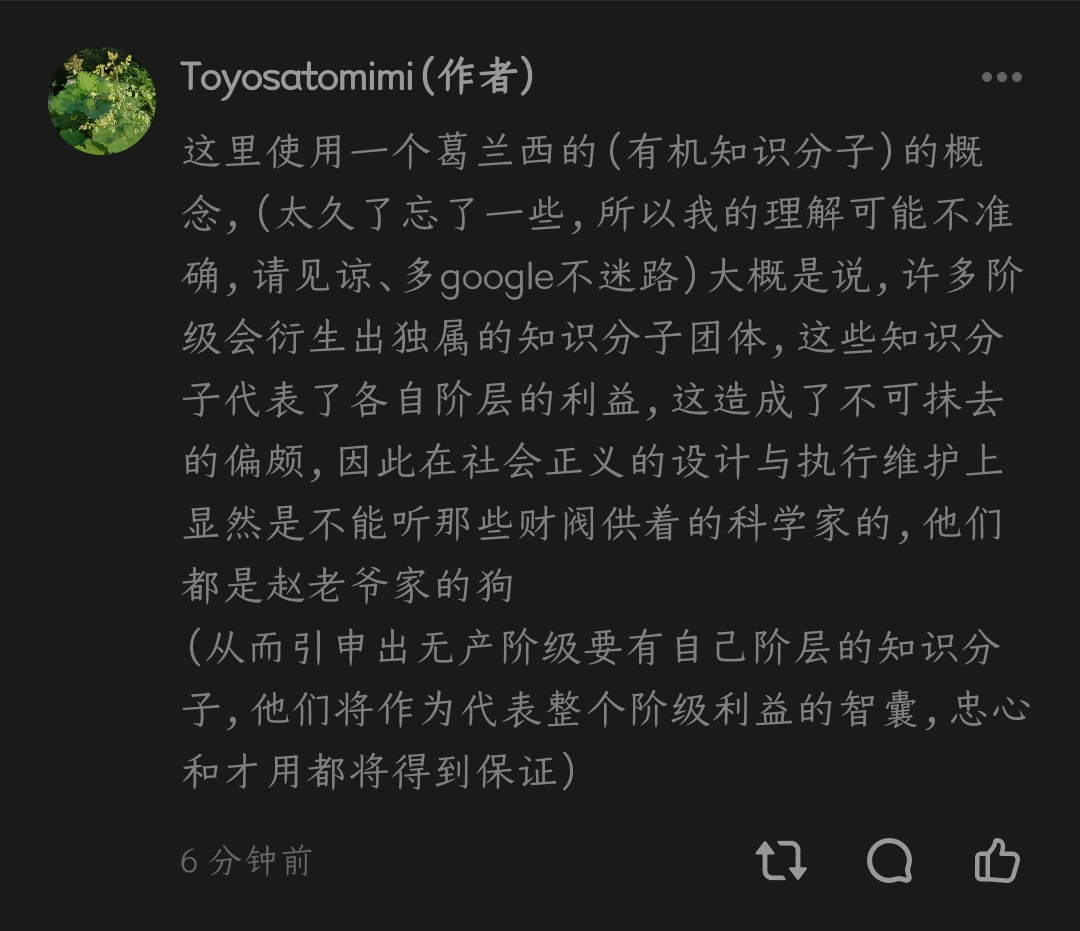 Toyosatomimi(作者)
这里使用一个葛兰西的(有机知识分子)的概
念,(太久了忘了一些,所以我的理解可能不准
确,请见谅、多google不迷路)大概是说,许多阶
级会衍生出独属的知识分子团体,这些知识分
子代表了各自阶层的利益,这造成了不可抹去
的偏颇,因此在社会正义的设计与执行维护上
显然是不能听那些财阀供着的科学家的,他们
都是赵老爷家的狗
(从而引申出无产阶级要有自己阶层的知识分
子,他们将作为代表整个阶级利益的智囊,忠心
和才用都将得到保证)
6 分钟前